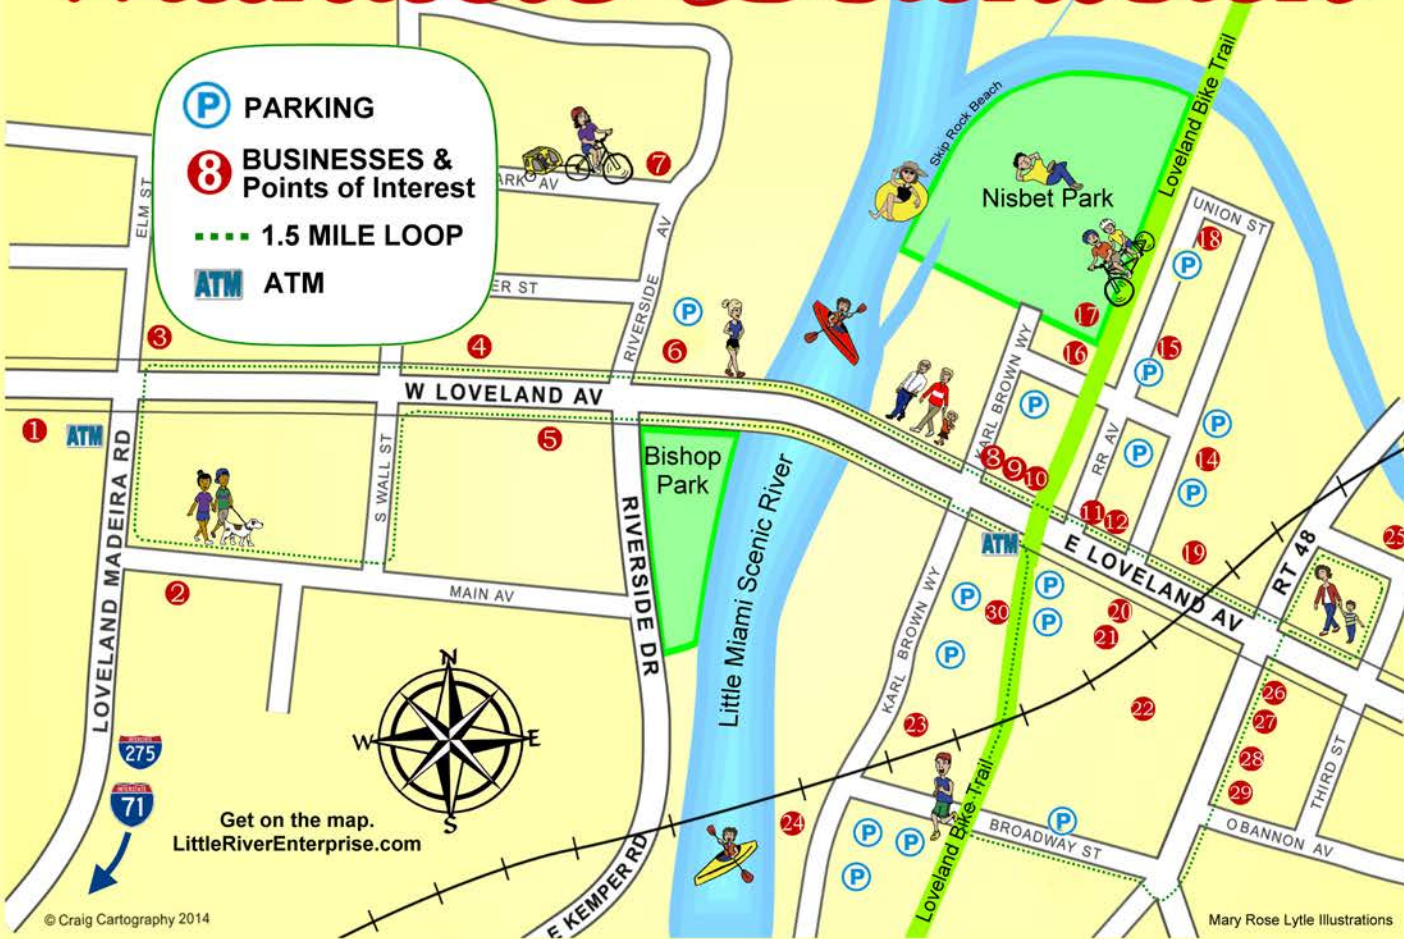 P PARKING
8 BUSINESSES &
Points of Interest
1.5 MILE LOOP
ATM ATM
Skip Rock Beach
Loveland Bike Trail
Nisbet Park
UNION ST
ELM ST
ARK AV
7
RIVERSIDE AV
ER ST
18
P
P
17
16
15
P
3
4
6
W LOVELAND AV
KARL BROWN WY
P
P
P
RR AV
14
P
1
ATM
5
Bishop
Park
8
9
10
11
12
19
25
S WALL ST
LOVELAND MADEIRA RD
RIVERSIDE DR
Little Miami Scenic River
ATM
E LOVELAND AV
RT 48
2
MAIN AV
KARL BROWN WY
P
30
P
P
20
21
P
N
W
E
S
26
27
28
29
22
23
24
THIRD ST
INTERSTATE
275
INTERSTATE
71
Get on the map.
LittleRiverEnterprise.com
Loveland Bike Trail
P
P
P
P
BROADWAY ST
OBANNON AV
E KEMPER RD
© Craig Cartography 2014
Mary Rose Lytle Illustrations